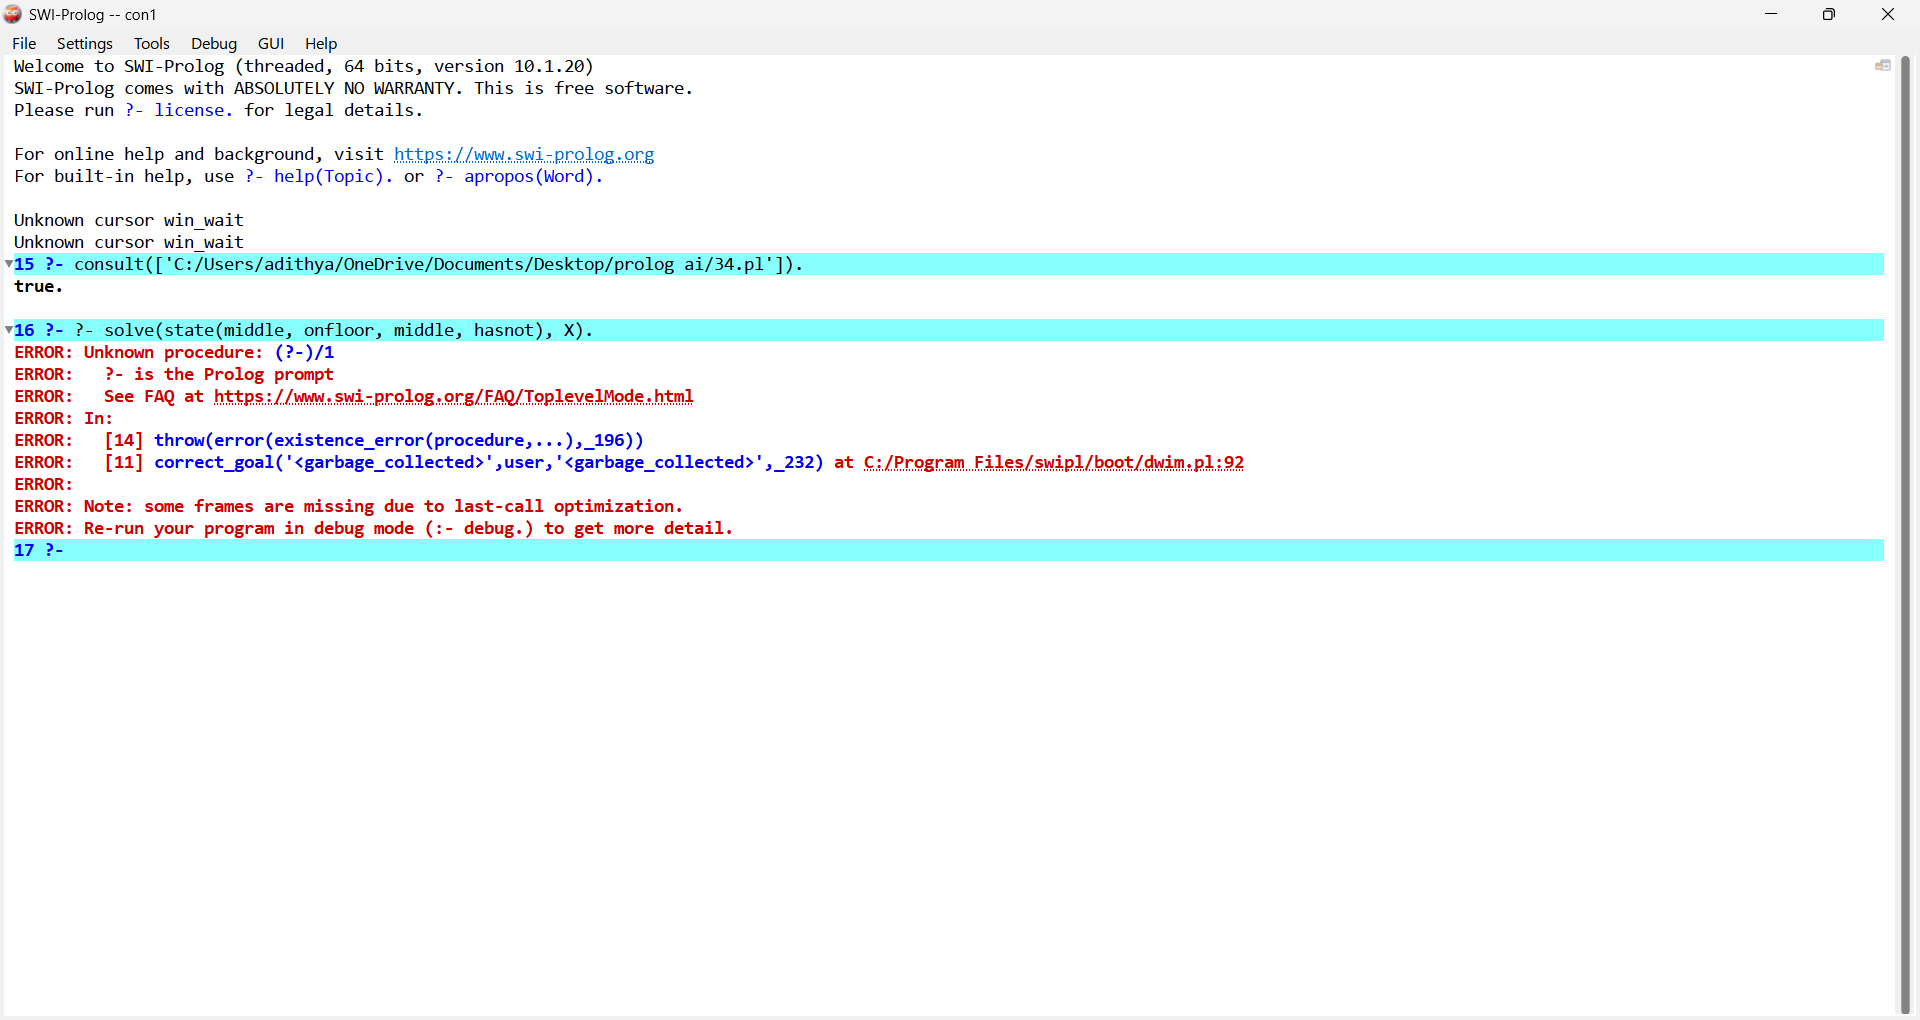 SWI-Prolog -- con1
File Settings Tools Debug GUI Help
Welcome to SWI-Prolog (threaded, 64 bits, version 10.1.20)
SWI-Prolog comes with ABSOLUTELY NO WARRANTY. This is free software.
Please run ?- license. for legal details.
For online help and background, visit https://www.swi-prolog.org
For built-in help, use ?- help(Topic). or ?- apropos(Word).
Unknown cursor win_wait
Unknown cursor win_wait
15 ?- consult(['C:/Users/adithya/OneDrive/Documents/Desktop/prolog ai/34.pl']).
true.
16 ?- ?- solve(state(middle, onfloor, middle, hasnot), X).
ERROR: Unknown procedure: (?-)/1
ERROR:   ?- is the Prolog prompt
ERROR:   See FAQ at https://www.swi-prolog.org/FAQ/ToplevelMode.html
ERROR: In:
ERROR:   [14] throw(error(existence_error(procedure,...),_196))
ERROR:   [11] correct_goal('<garbage_collected>',user,'<garbage_collected>',_232) at C:/Program Files/swipl/boot/dwim.pl:92
ERROR:
ERROR: Note: some frames are missing due to last-call optimization.
ERROR: Re-run your program in debug mode (:- debug.) to get more detail.
17 ?-